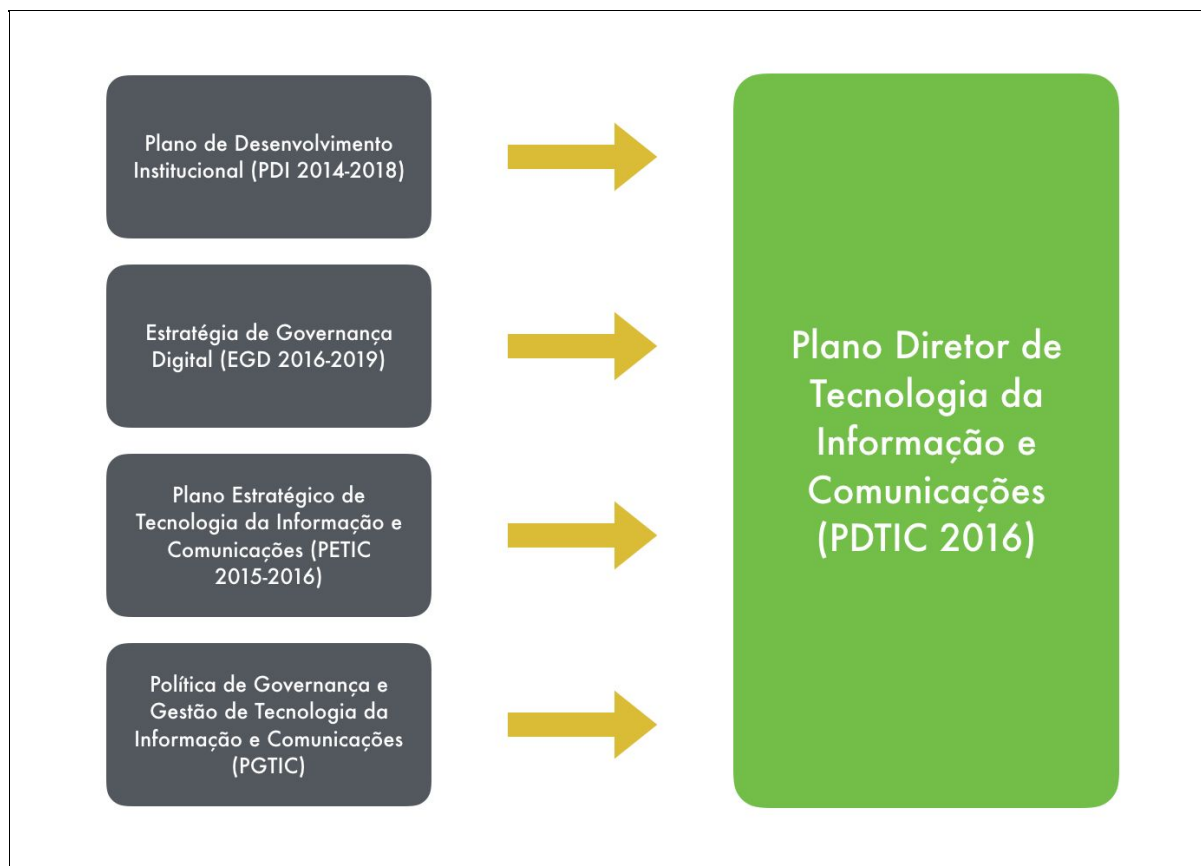 Plano de Desenvolvimento
Institucional (PDI 2014-2018)
Estratégia de Governança
Digital (EGD 2016-2019)
Plano Estratégico de
Tecnologia da Informação e
Comunicações (PETIC
2015-2016)
Política de Governança e
Gestão de Tecnologia da
Informação e Comunicações
(PGTIC)
Plano Diretor de
Tecnologia da
Informação e
Comunicações
(PDTIC 2016)